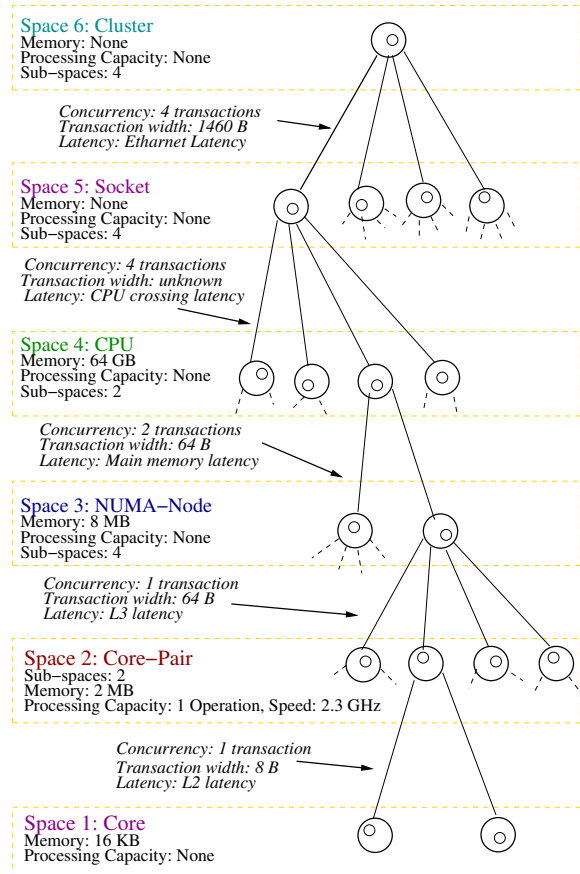 Space 6: Cluster
Memory: None
Processing Capacity: None
Sub−spaces: 4
Concurrency: 4 transactions
Transaction width: 1460 B
Latency: Etharnet Latency
Space 5: Socket
Memory: None
Processing Capacity: None
Sub−spaces: 4
Concurrency: 4 transactions
Transaction width: unknown
Latency: CPU crossing latency
Space 4: CPU
Memory: 64 GB
Processing Capacity: None
Sub−spaces: 2
Concurrency: 2 transactions
Transaction width: 64 B
Latency: Main memory latency
Space 3: NUMA−Node
Memory: 8 MB
Processing Capacity: None
Sub−spaces: 4
Concurrency: 1 transaction
Transaction width: 64 B
Latency: L3 latency
Space 2: Core−Pair
Sub−spaces: 2
Memory: 2 MB
Processing Capacity: 1 Operation, Speed: 2.3 GHz
Concurrency: 1 transaction
Transaction width: 8 B
Latency: L2 latency
Space 1: Core
Memory: 16 KB
Processing Capacity: None